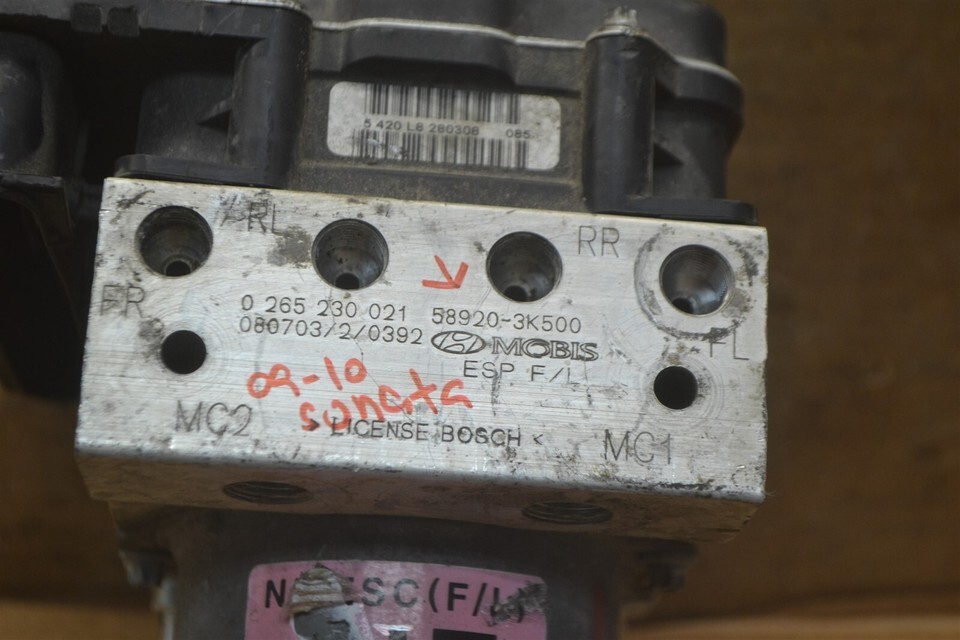 5 420 L8 280308 085
RL
RR
FR
0 265 230 021 58920-3K500
080703/2/0392 MOBIS
FL
ESP F/L
09-10
sonata
MC2
> LICENSE BOSCH <
MC1
ESC (F/L)